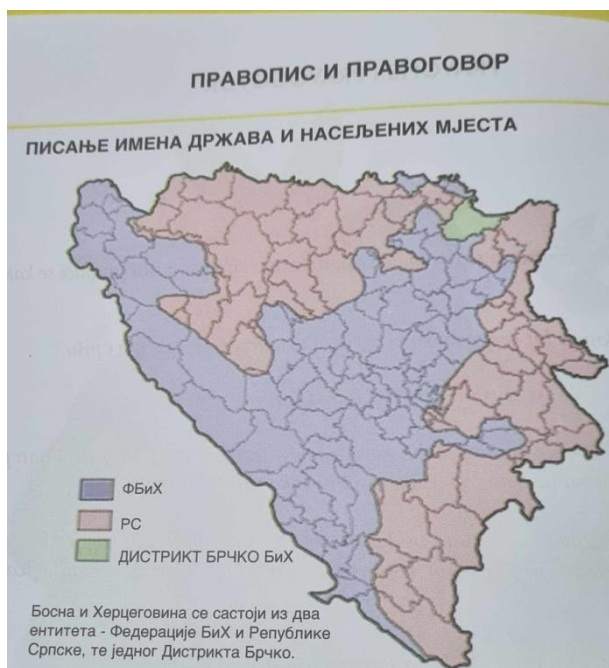 ПРАВОПИС И ПРАВОГОВОР
ПИСАЊЕ ИМЕНА ДРЖАВА И НАСЕЉЕНИХ МЈЕСТА
ФБиХ
РС
ДИСТРИКТ БРЧКО БиХ
Босна и Херцеговина се састоји из два
ентитета - Федерације БиХ и Републике
Српске, те једног Дистрикта Брчко.